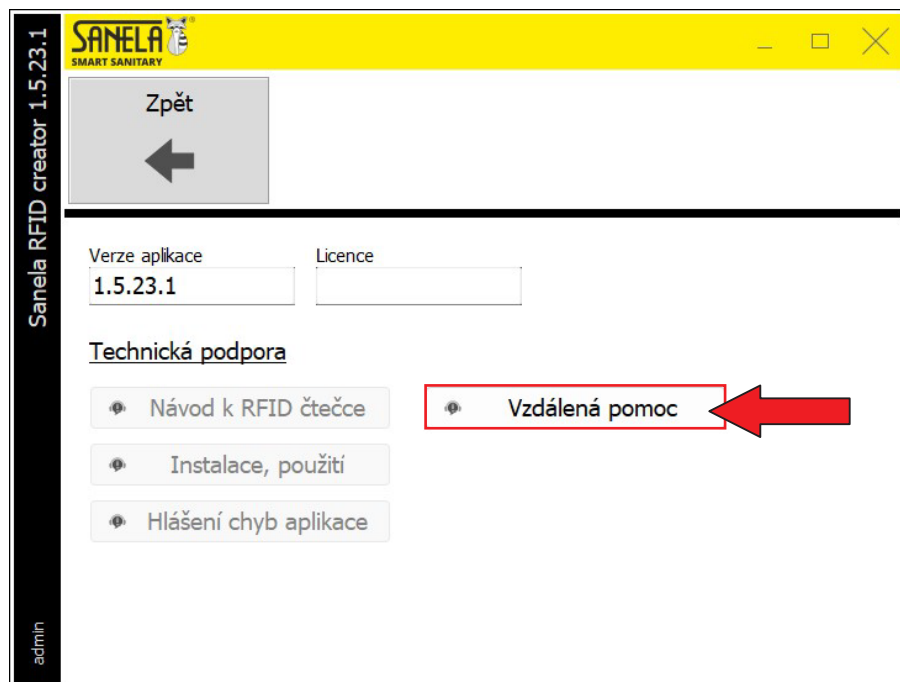 Sanela RFID creator 1.5.23.1
admin
SANELA
SMART SANITARY
Zpět
Verze aplikace
Licence
1.5.23.1
Technická podpora
Návod k RFID čtečce
Vzdálená pomoc
Instalace, použití
Hlášení chyb aplikace